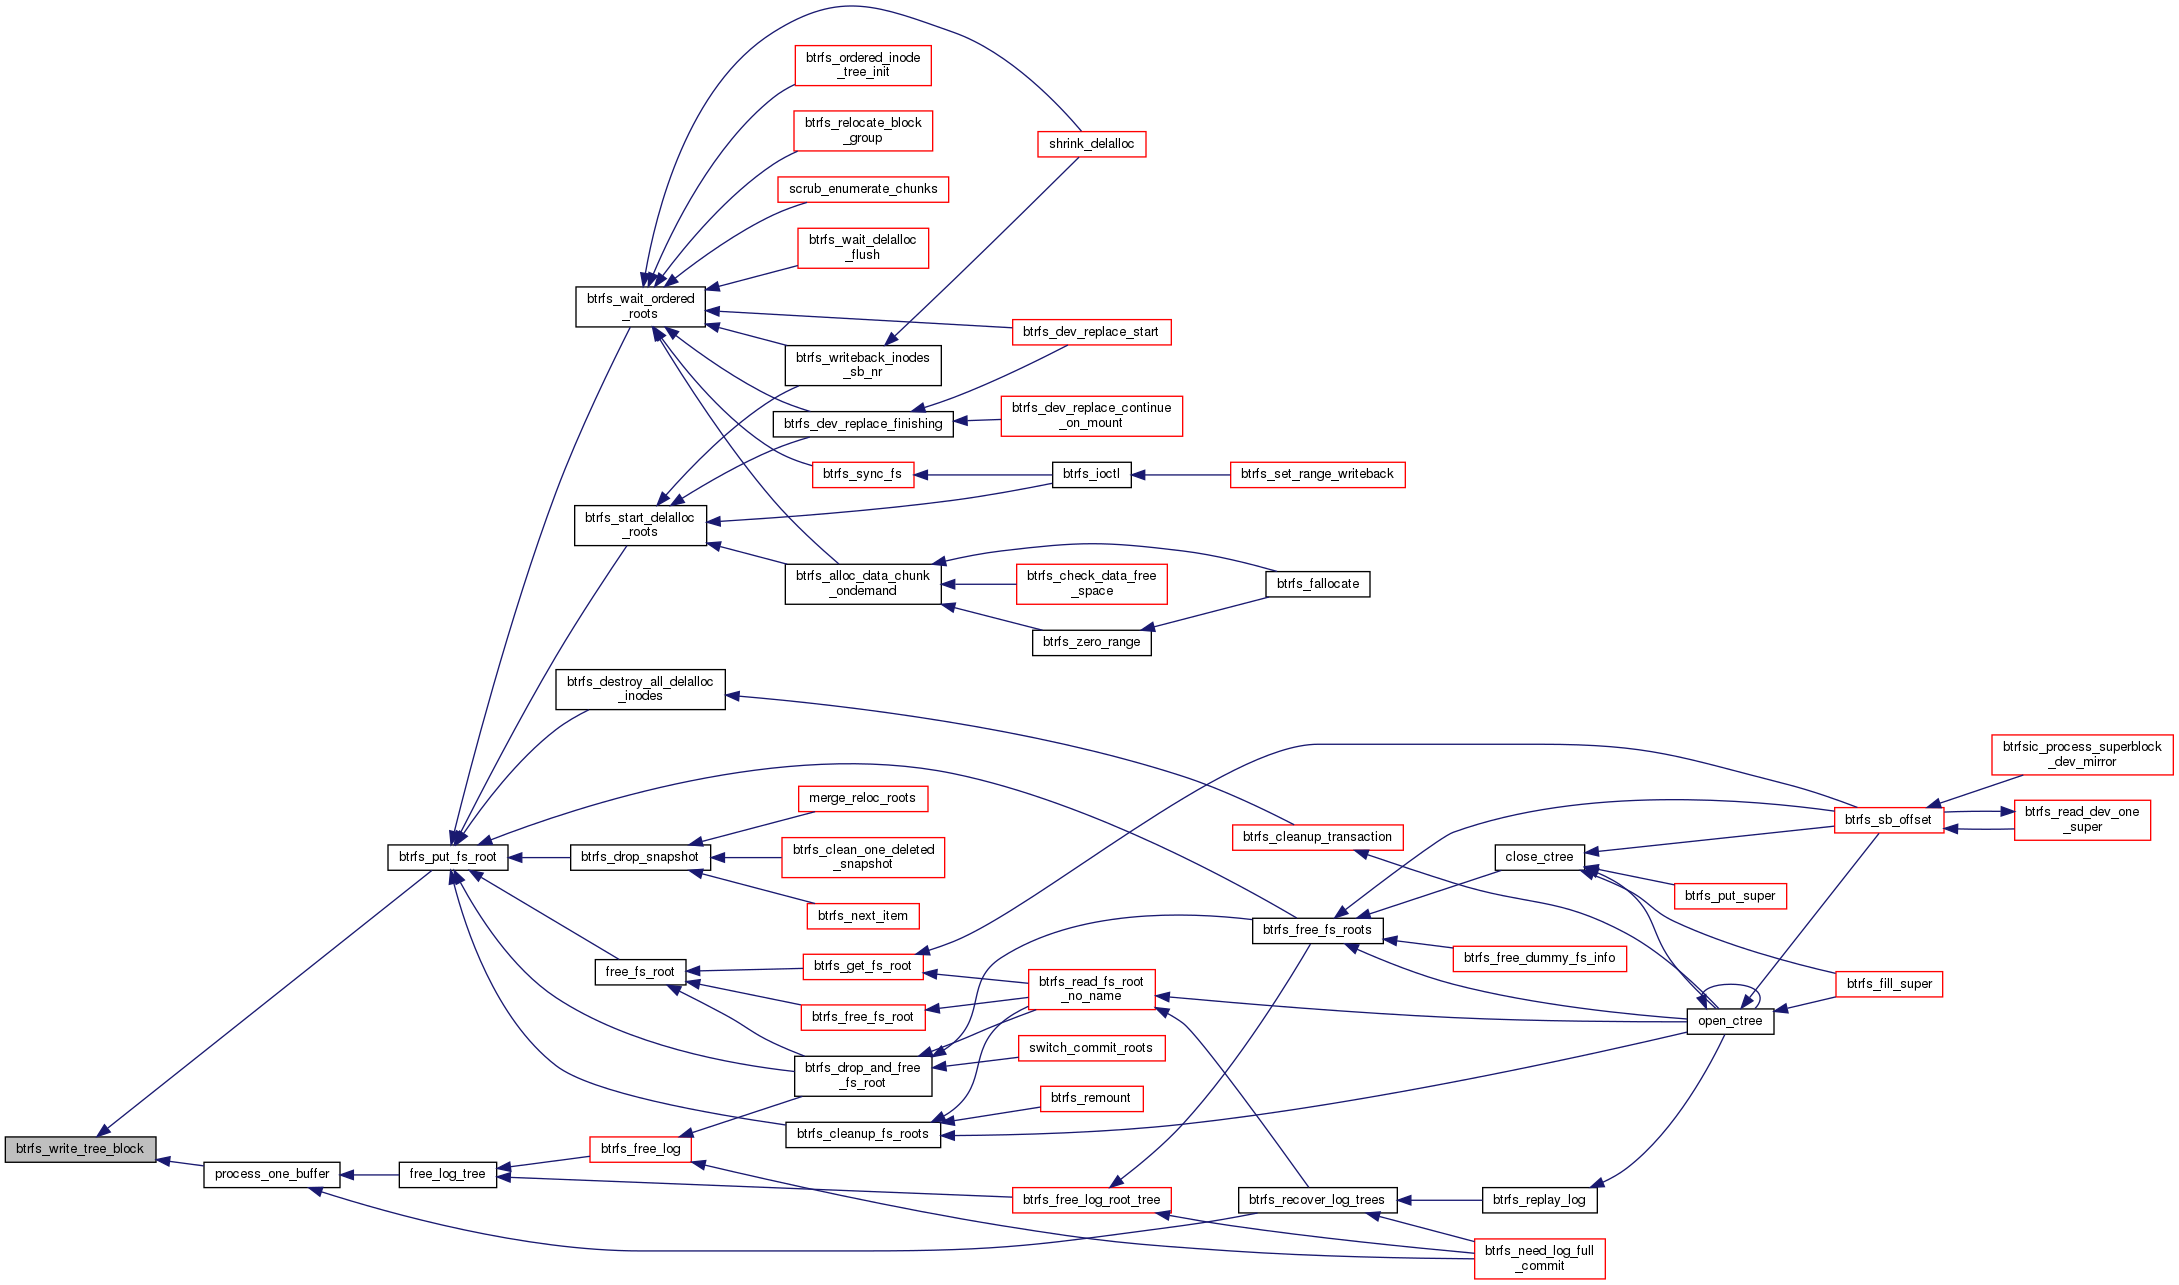 btrfs_ordered_inode
_tree_init
btrfs_relocate_block
_group
shrink_delalloc
scrub_enumerate_chunks
btrfs_wait_delalloc
_flush
btrfs_wait_ordered
_roots
btrfs_dev_replace_start
btrfs_writeback_inodes
_sb_nr
btrfs_dev_replace_continue
_on_mount
btrfs_dev_replace_finishing
btrfs_sync_fs
btrfs_ioctl
btrfs_set_range_writeback
btrfs_start_delalloc
_roots
btrfs_alloc_data_chunk
_ondemand
btrfs_check_data_free
_space
btrfs_fallocate
btrfs_zero_range
btrfs_destroy_all_delalloc
_inodes
btrfsic_process_superblock
_dev_mirror
merge_reloc_roots
btrfs_cleanup_transaction
btrfs_sb_offset
btrfs_read_dev_one
_super
btrfs_put_fs_root
btrfs_drop_snapshot
btrfs_clean_one_deleted
_snapshot
close_ctree
btrfs_put_super
btrfs_next_item
btrfs_free_fs_roots
btrfs_free_dummy_fs_info
free_fs_root
btrfs_get_fs_root
btrfs_read_fs_root
_no_name
btrfs_fill_super
btrfs_free_fs_root
open_ctree
switch_commit_roots
btrfs_drop_and_free
_fs_root
btrfs_remount
btrfs_cleanup_fs_roots
btrfs_write_tree_block
btrfs_free_log
process_one_buffer
free_log_tree
btrfs_free_log_root_tree
btrfs_recover_log_trees
btrfs_replay_log
btrfs_need_log_full
_commit